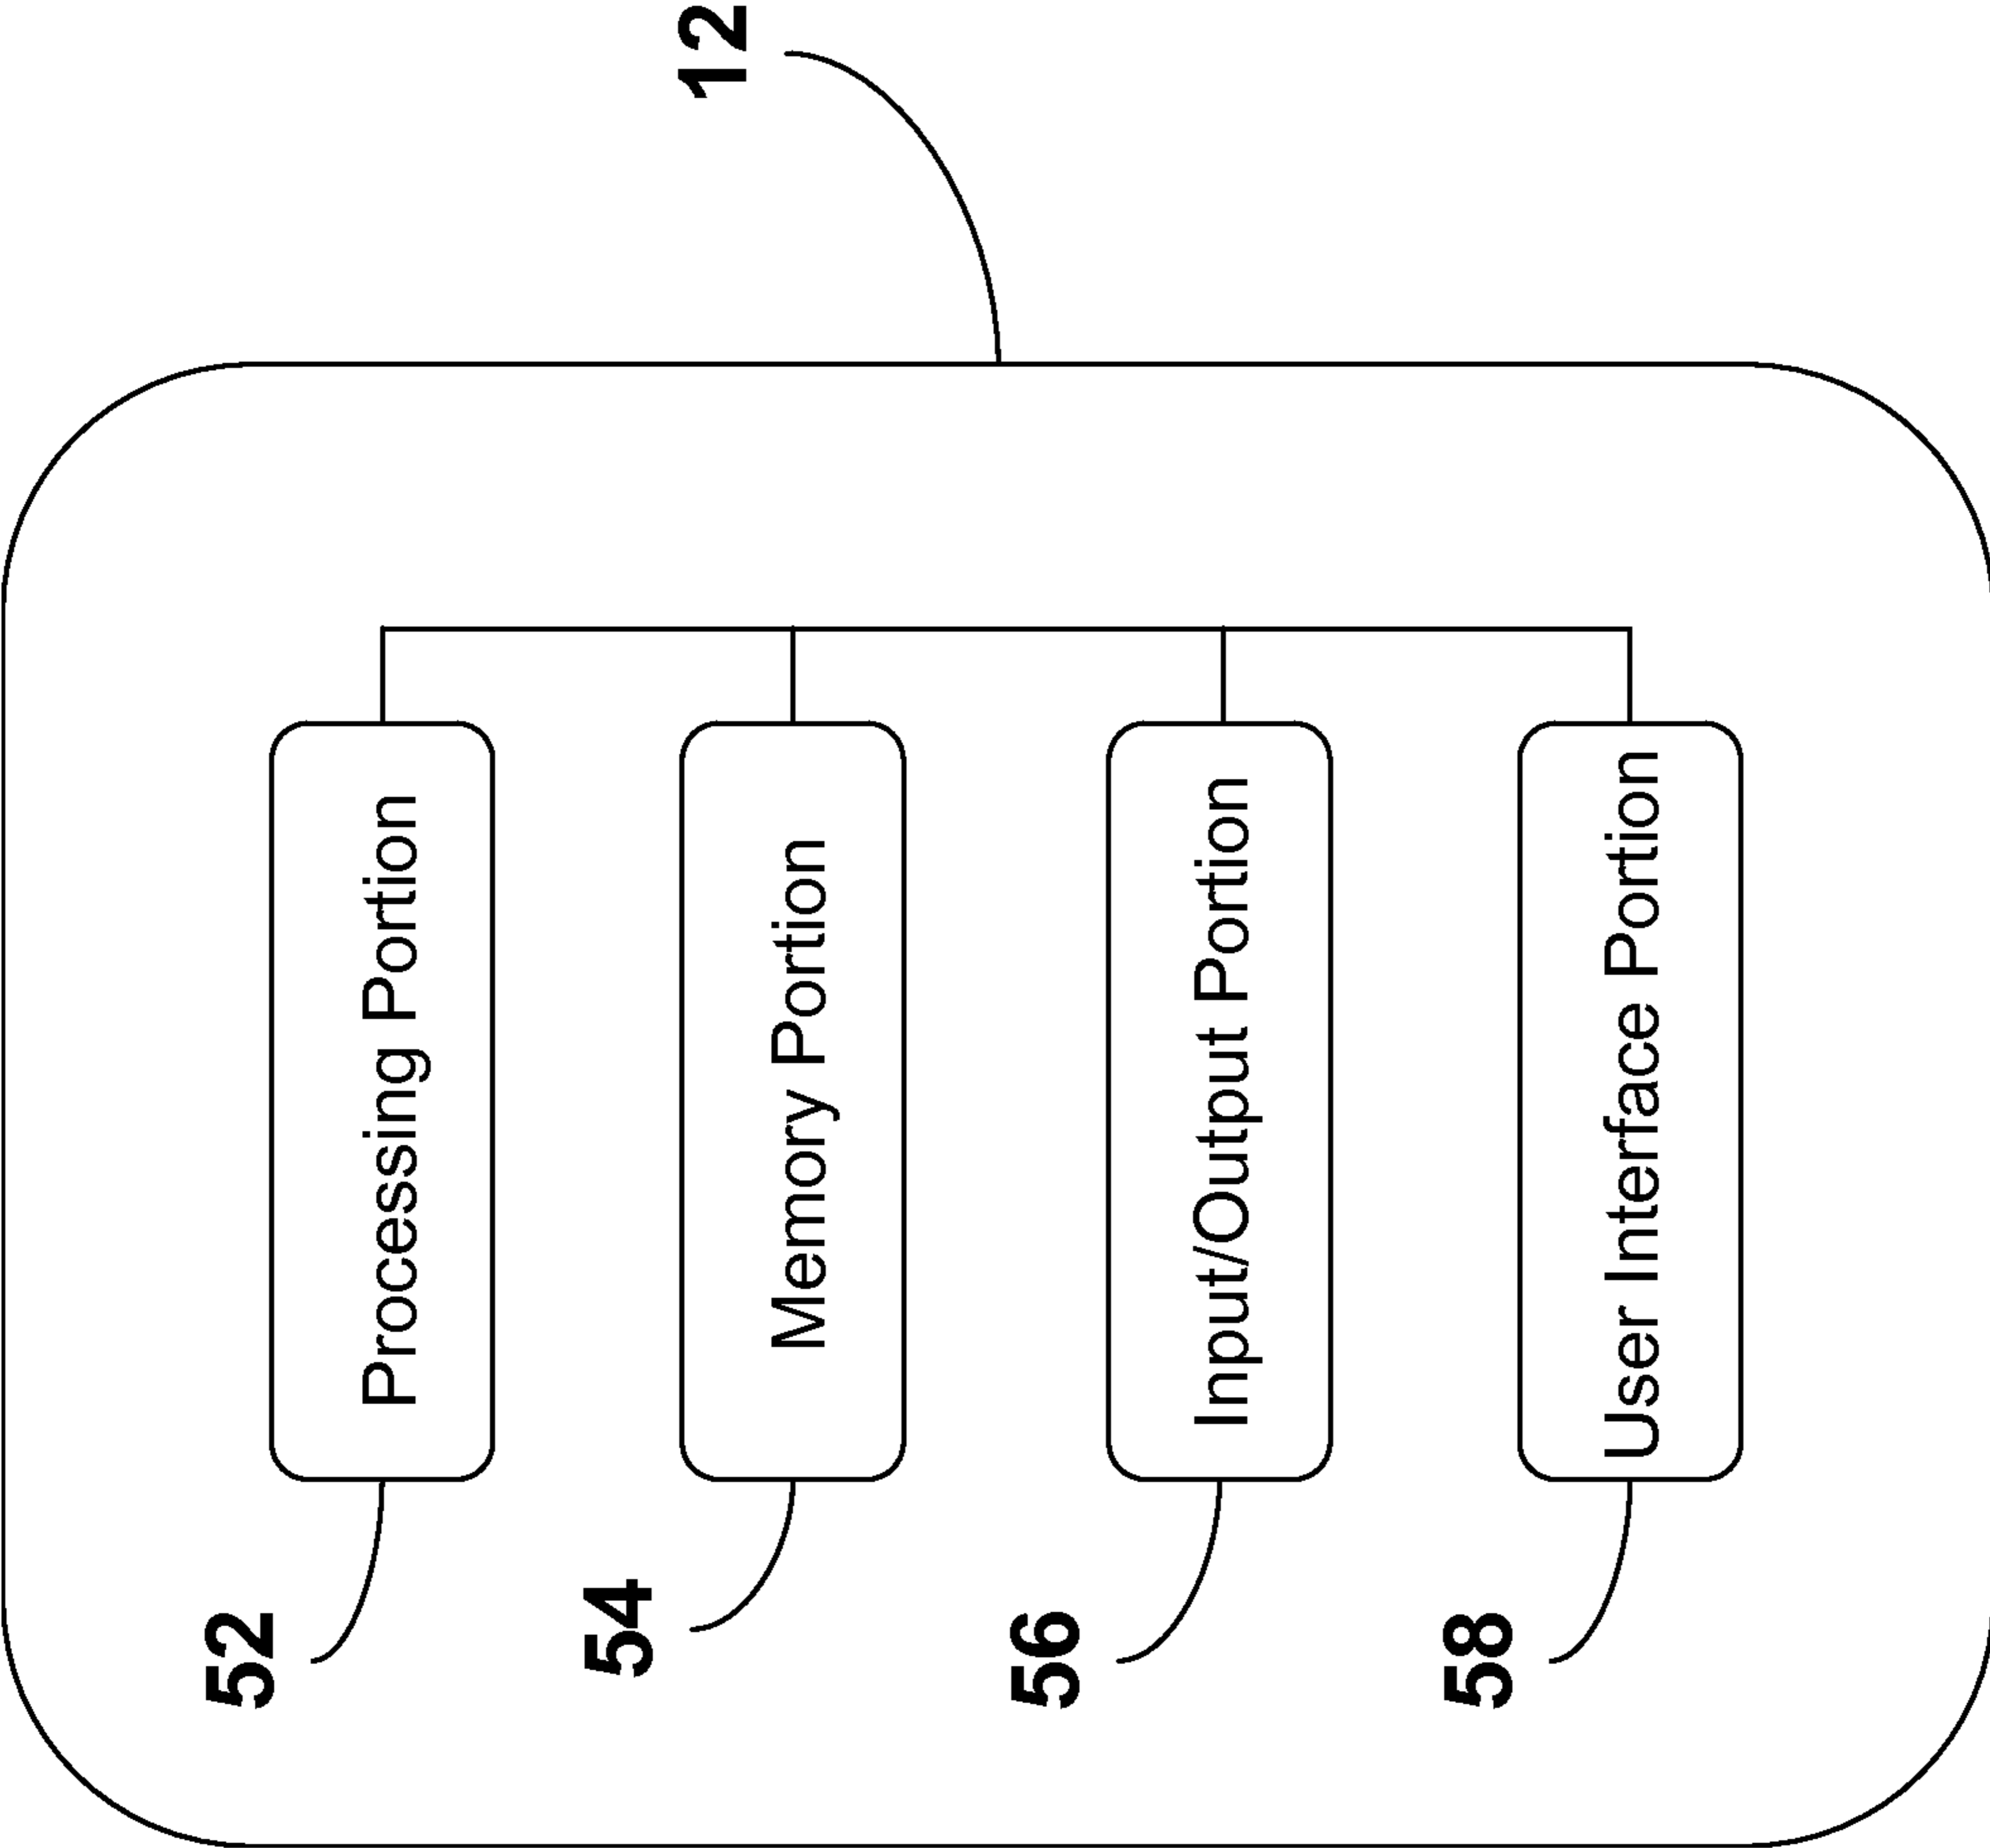 12
52
Processing Portion
54
Memory Portion
56
Input/Output Portion
58
User Interface Portion